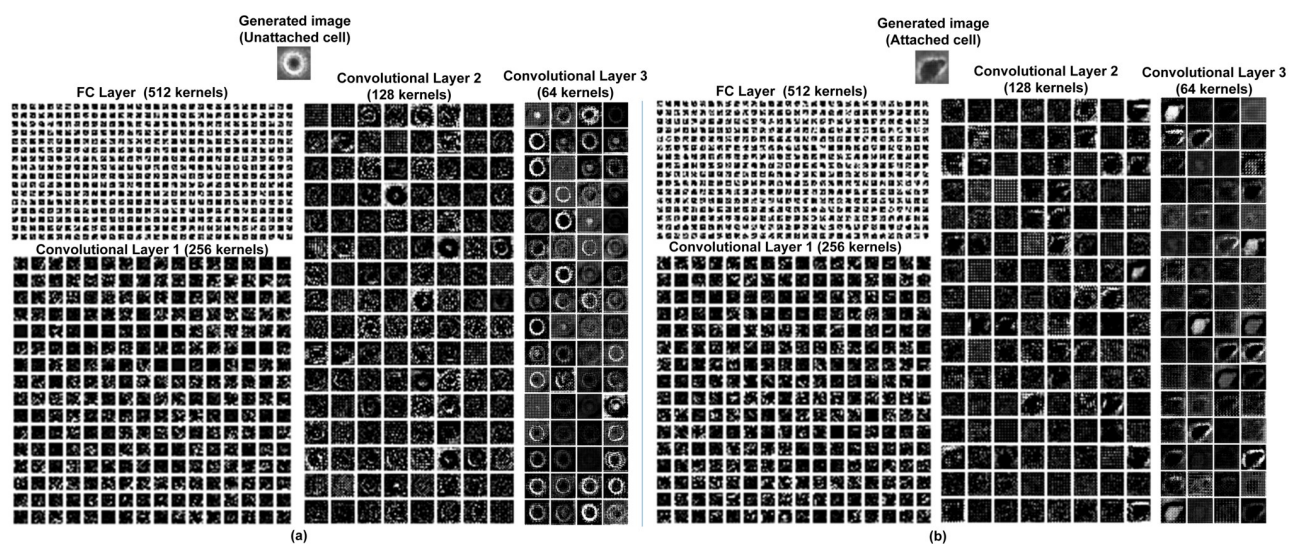 Generated image
(Unattached cell)
FC Layer (512 kernels)
Convolutional Layer 2
(128 kernels)
Convolutional Layer 3
(64 kernels)
Convolutional Layer 1 (256 kernels)
(a)
Generated image
(Attached cell)
FC Layer (512 kernels)
Convolutional Layer 2
(128 kernels)
Convolutional Layer 3
(64 kernels)
Convolutional Layer 1 (256 kernels)
(b)